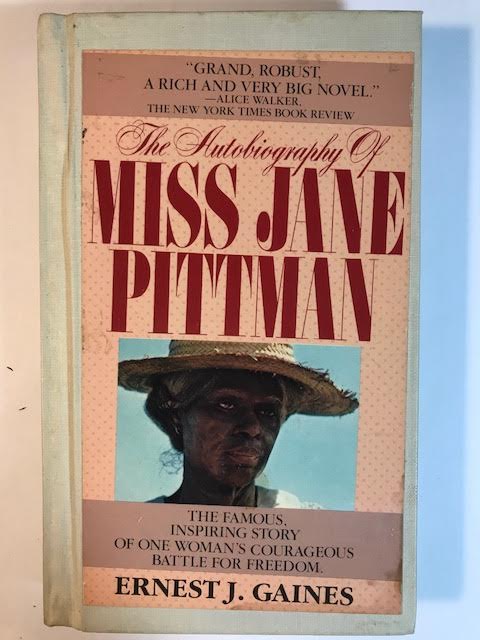 “GRAND, ROBUST,
A RICH AND VERY BIG NOVEL.”
—ALICE WALKER,
THE NEW YORK TIMES BOOK REVIEW
The Autobiography Of
MISS JANE
PITTMAN
THE FAMOUS,
INSPIRING STORY
OF ONE WOMAN'S COURAGEOUS
BATTLE FOR FREEDOM.
ERNEST J. GAINES